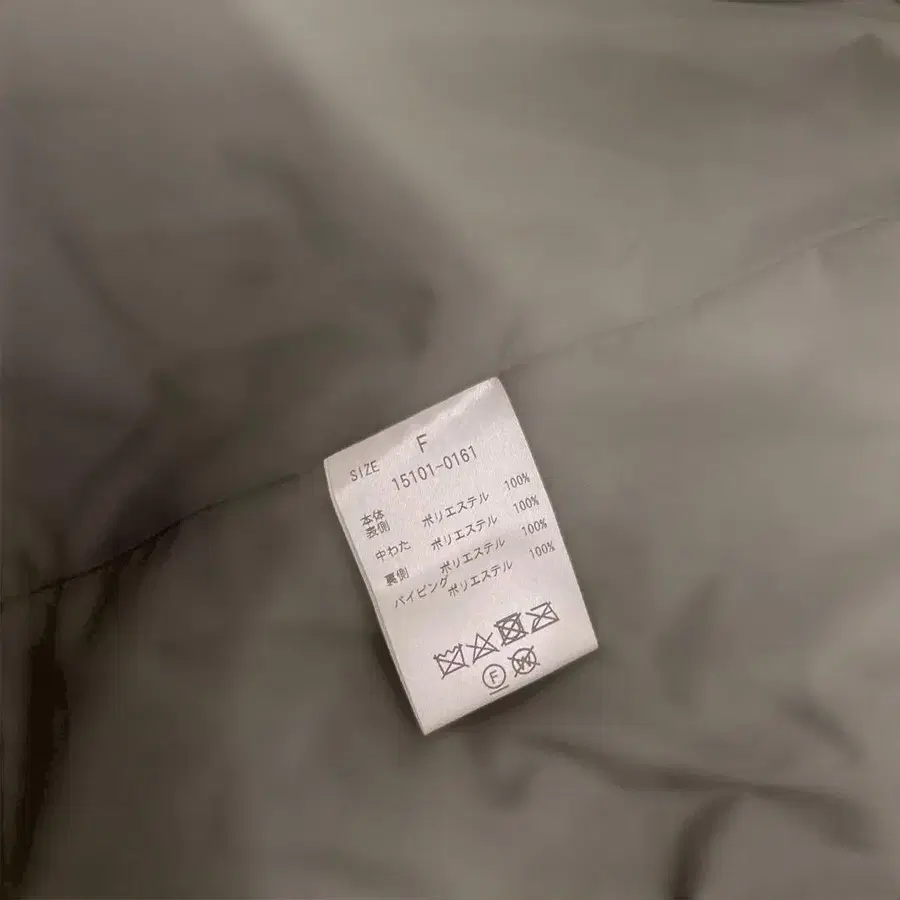 SIZE F
15101-0161
本体
表側 ポリエステル 100%
中わた ポリエステル 100%
裏側 ポリエステル 100%
パイピング ポリエステル 100%
F W